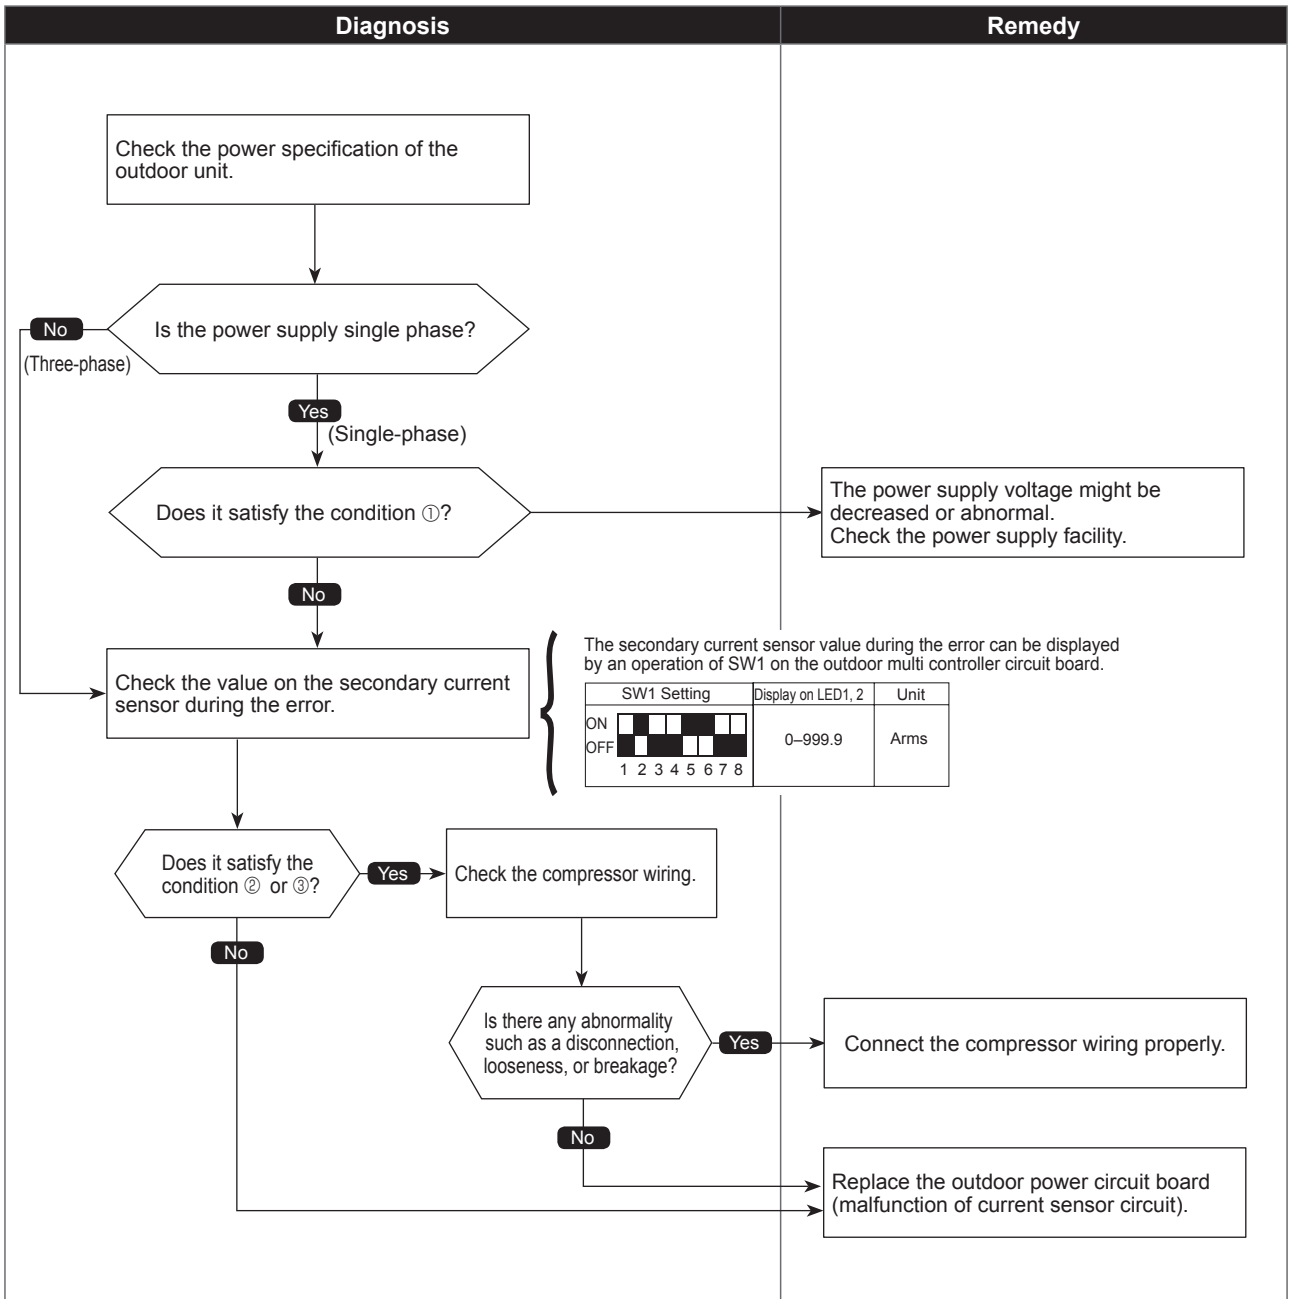 Diagnosis
Remedy
Check the power specification of the
outdoor unit.
Is the power supply single phase?
No
(Three-phase)
Yes
(Single-phase)
Does it satisfy the condition ①?
The power supply voltage might be
decreased or abnormal.
Check the power supply facility.
No
Check the value on the secondary current
sensor during the error.
The secondary current sensor value during the error can be displayed
by an operation of SW1 on the outdoor multi controller circuit board.
SW1 Setting
Display on LED1, 2
Unit
ON
OFF
1 2 3 4 5 6 7 8
0–999.9
Arms
Does it satisfy the
condition ② or ③?
Yes
Check the compressor wiring.
No
Is there any abnormality
such as a disconnection,
looseness, or breakage?
Yes
Connect the compressor wiring properly.
No
Replace the outdoor power circuit board
(malfunction of current sensor circuit).